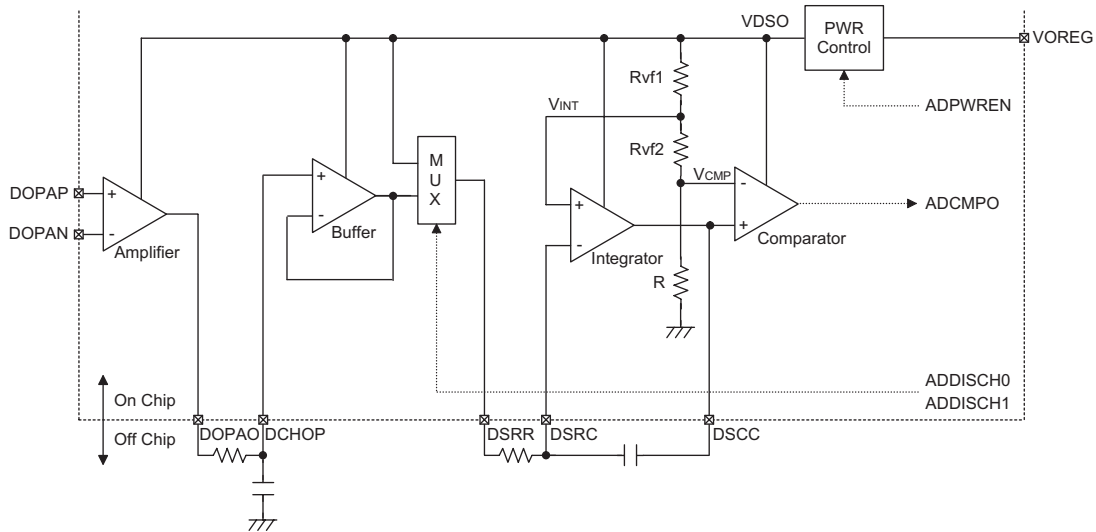 VDSO
PWR
Control
VOREG
Rvf1
ADPWREN
VINT
M
U
X
Rvf2
VCMP
DOPAP
+
+
-
ADCMPO
DOPAN
-
-
+
+
Amplifier
Buffer
-
Integrator
Comparator
R
On Chip
ADDISCH0
ADDISCH1
Off Chip
DOPAO
DCHOP
DSRR
DSRC
DSCC